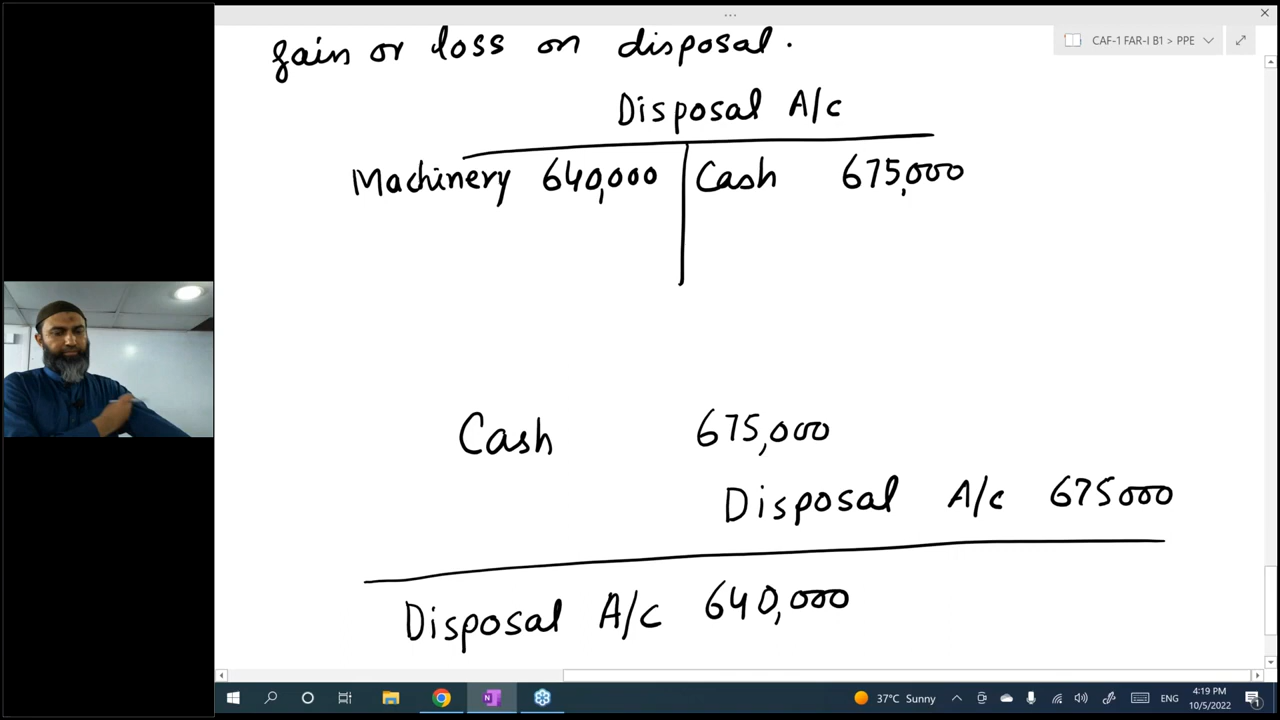 CAF-1 FAR-I B1 > PPE
gain or loss on disposal.
Disposal A/c
Machinery 640,000 Cash 675,000
Cash 675,000
Disposal A/c 675000
Disposal A/c 640,000
37°C Sunny
ENG
4:19 PM
10/5/2022
1